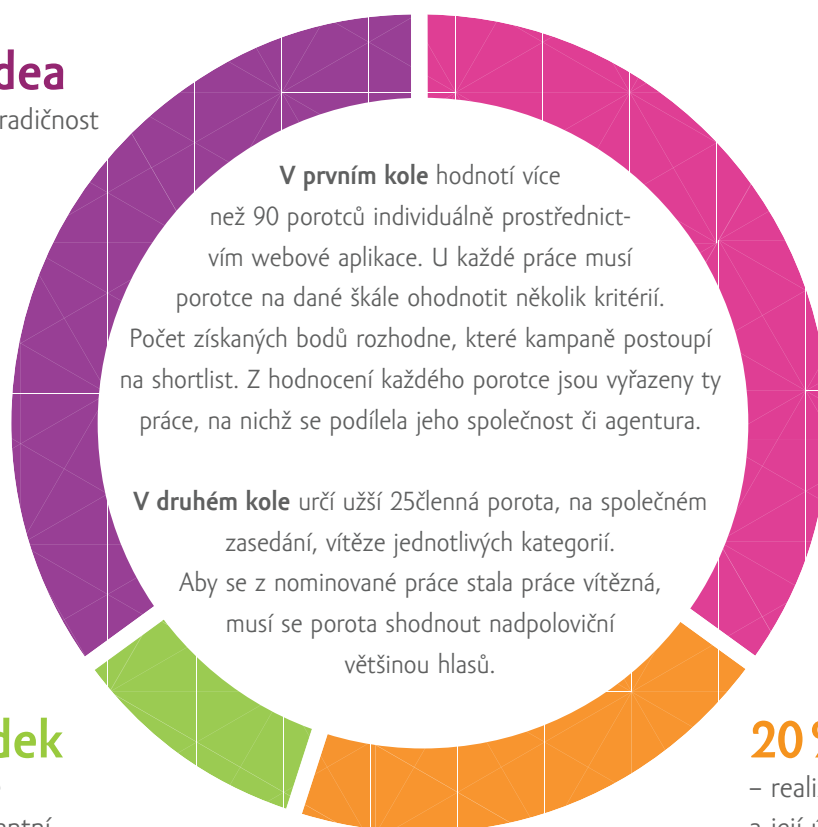 dea
radičnost
V prvním kole hodnotí více
než 90 porotců individuálně prostřednict-
vím webové aplikace. U každé práce musí
porotce na dané škále ohodnotit několik kritérií.
Počet získaných bodů rozhodne, které kampaně postoupí
na shortlist. Z hodnocení každého porotce jsou vyřazeny ty
práce, na nichž se podílela jeho společnost či agentura.
V druhém kole určí užší 25členná porota, na společném
zasedání, vítěze jednotlivých kategorií.
Aby se z nominované práce stala práce vítězná,
musí se porota shodnout nadpoloviční
většinou hlasů.
dek
20 %
– reali